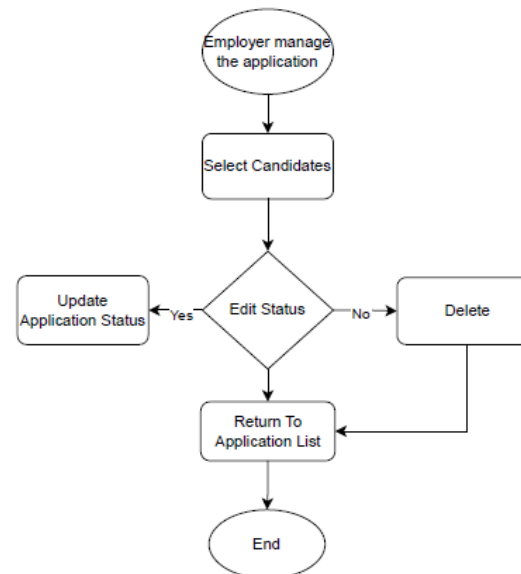 Employer manage
the application
Select Candidates
Update
Application Status
Yes
Edit Status
No
Delete
Return To
Application List
End